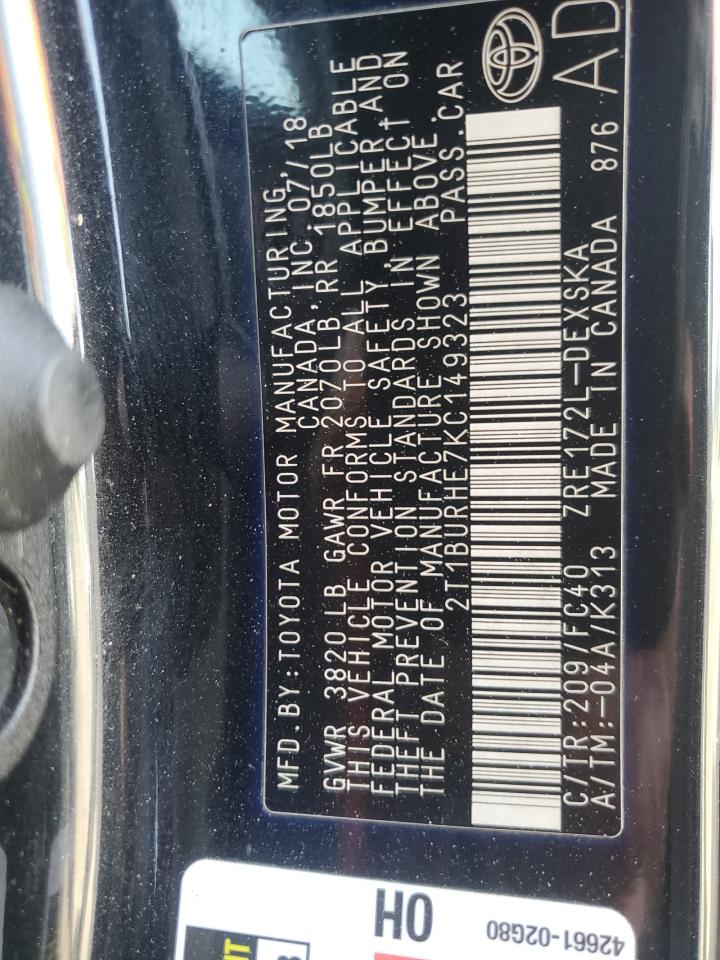 MFD.BY:TOYOTA MOTOR MANUFACTURING,
CANADA, INC 07/18
GVWR 3820 LB GAWR FR 2070LB RR 1850LB
THIS VEHICLE CONFORMS TO ALL APPLICABLE
FEDERAL MOTOR VEHICLE SAFETY, BUMPER AND
THEFT PREVENTION STANDARDS IN EFFECT ON
THE DATE OF MANUFACTURE SHOWN ABOVE.
2T1BURHE7KC149323 PASS.CAR
C/TR:209/FC40 ZRE172L-DEXSKA
A/TM:-04A/K313 MADE IN CANADA 876
AD
OH
42661-02G80